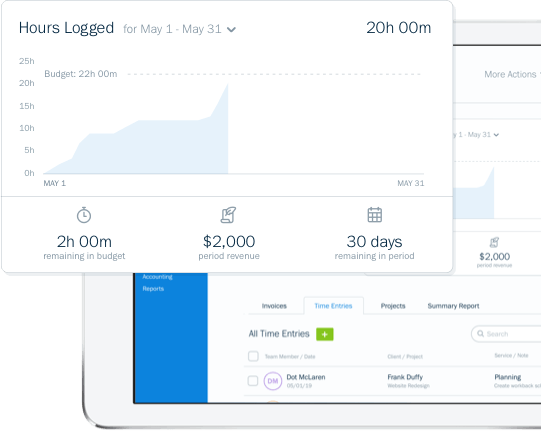 Hours Logged for May 1 - May 31 20h 00m
25h
Budget: 22h 00m
20h
15h
10h
5h
0h
MAY 1 MAY 31
2h 00m
remaining in budget
$2,000
period revenue
30 days
remaining in period
More Actions
y 1 - May 31
$2,000
period revenue
Accounting
Reports
Invoices Time Entries Projects Summary Report
All Time Entries +
Search
Team Member / Date Client / Project Service / Note
DM Dot McLaren Frank Duffy Planning
05/01/19 Website Redesign Create workback sc